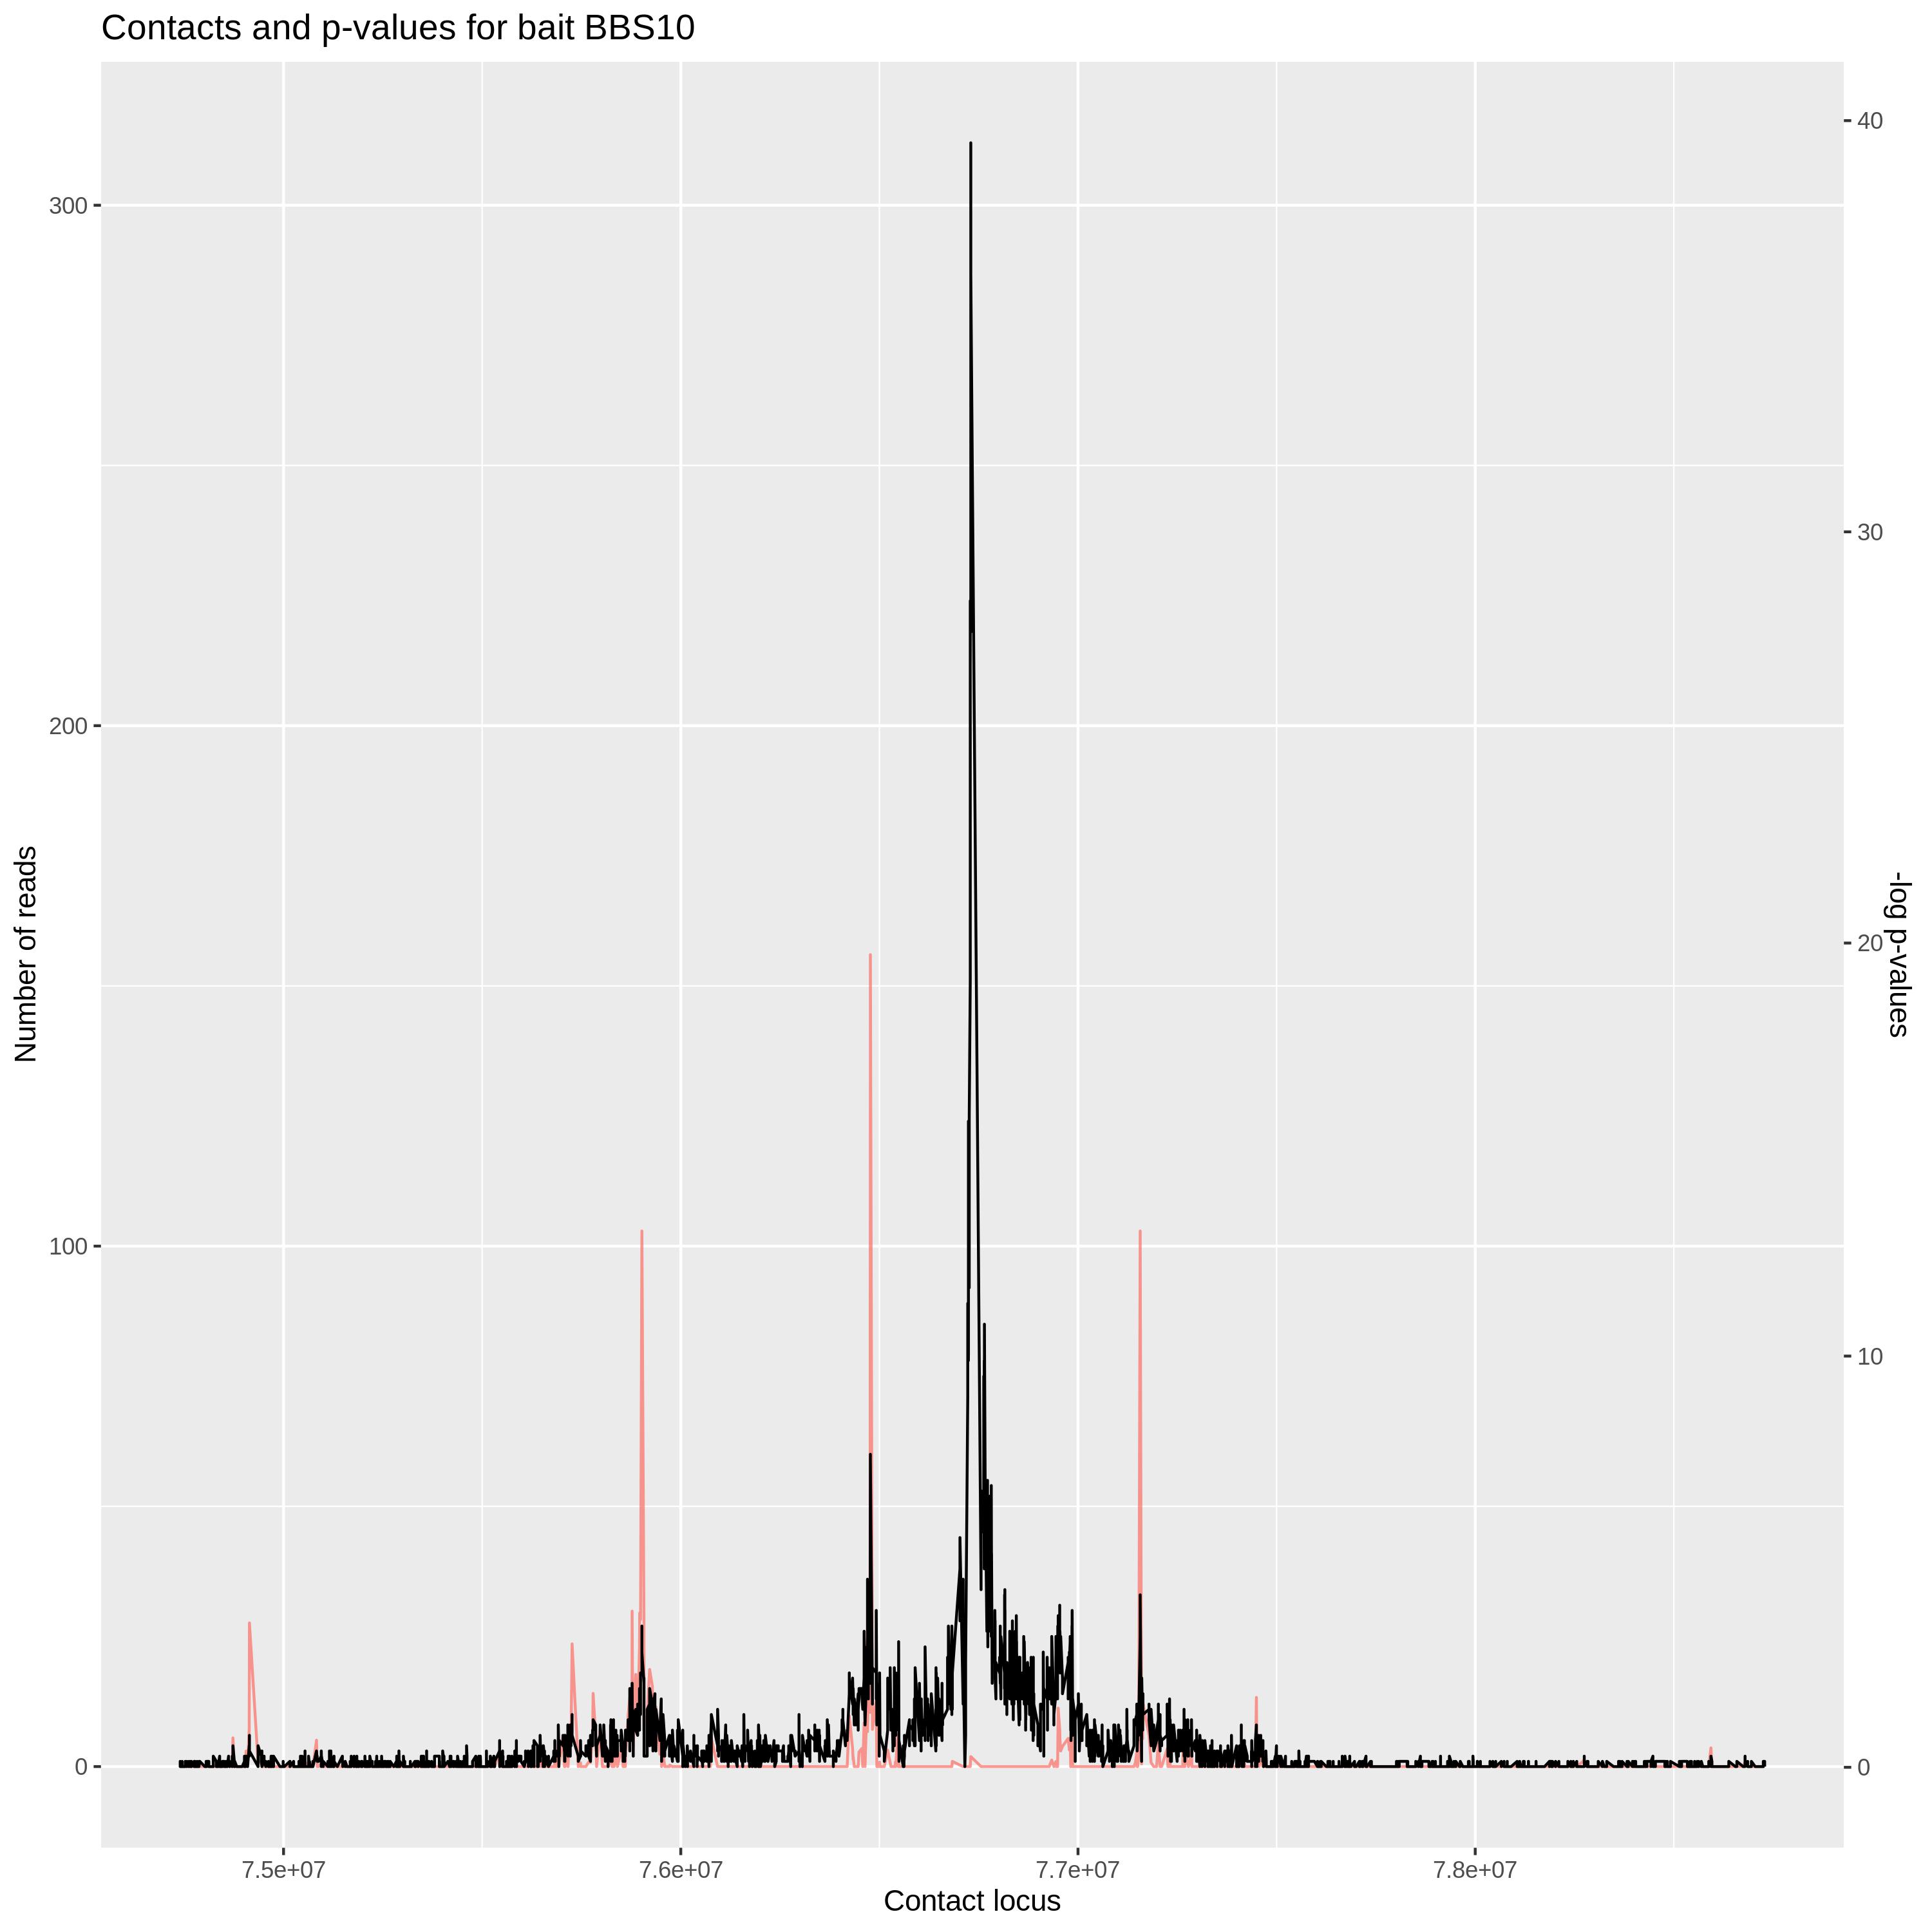 Contacts and p-values for bait BBS10
300
200
100
0
Number of reads
40
30
20
10
0
-log p-values
7.5e+07 7.6e+07 7.7e+07 7.8e+07
Contact locus